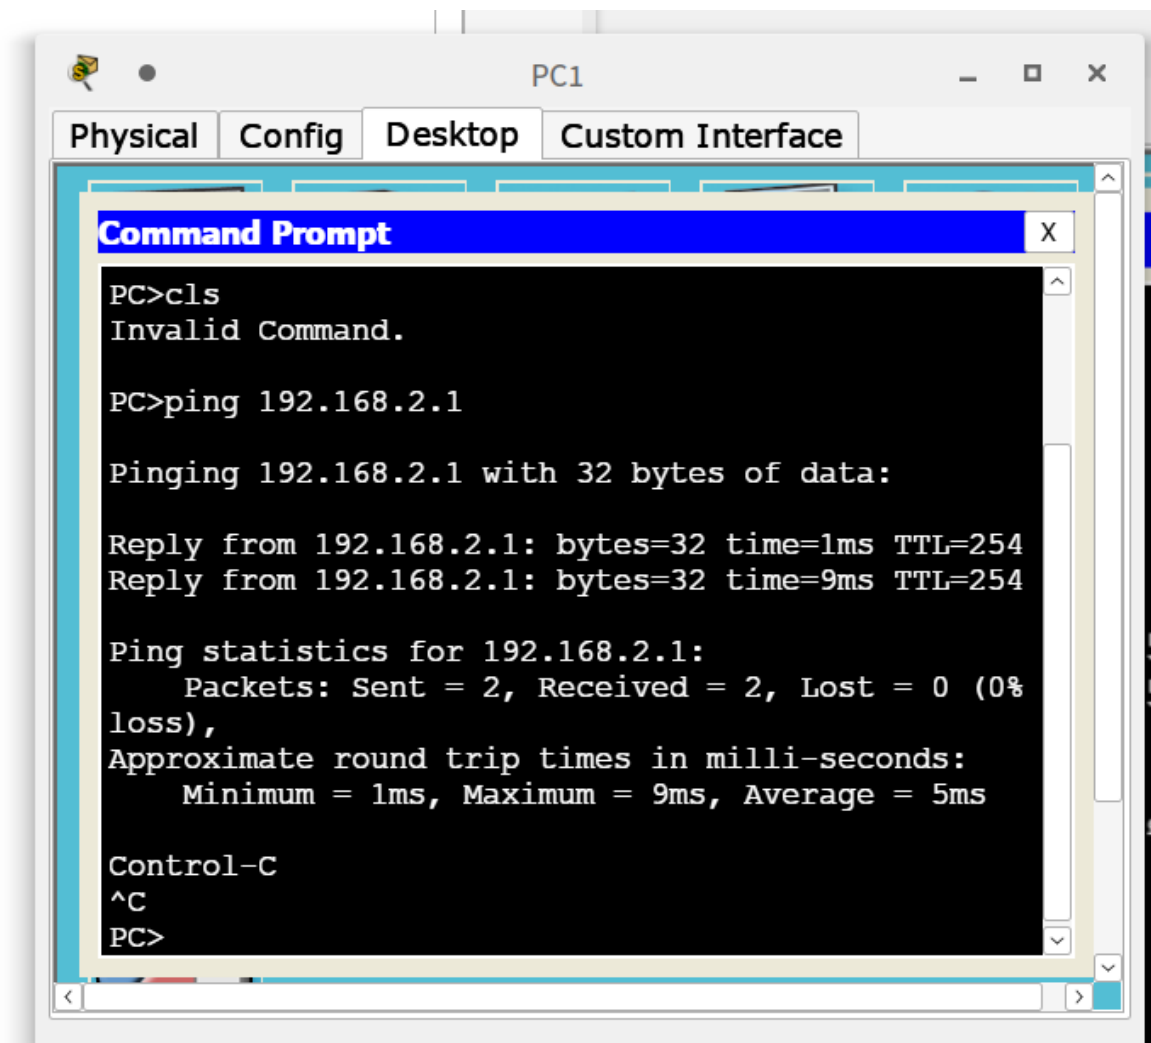 PC1
Physical Config Desktop Custom Interface
Command Prompt X
PC>cls
Invalid Command.
PC>ping 192.168.2.1
Pinging 192.168.2.1 with 32 bytes of data:
Reply from 192.168.2.1: bytes=32 time=1ms TTL=254
Reply from 192.168.2.1: bytes=32 time=9ms TTL=254
Ping statistics for 192.168.2.1:
Packets: Sent = 2, Received = 2, Lost = 0 (0%
loss),
Approximate round trip times in milli-seconds:
Minimum = 1ms, Maximum = 9ms, Average = 5ms
Control-C
^C
PC>